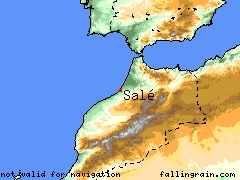 Salé
not valid for navigation
fallingrain.com